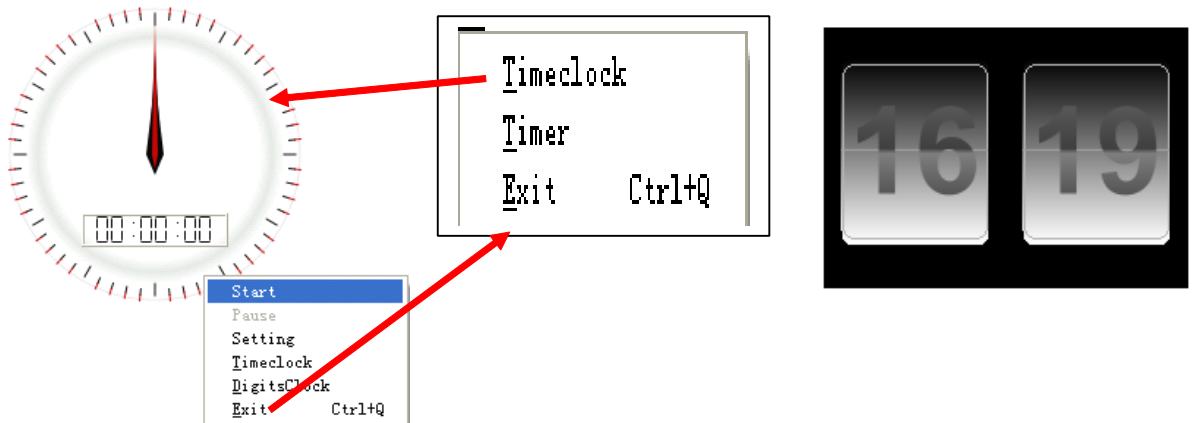 00:00:00
Start
Pause
Setting
Timeclock
DigitsClock
Exit Ctrl+Q
Timeclock
Timer
Exit Ctrl+Q
16 19